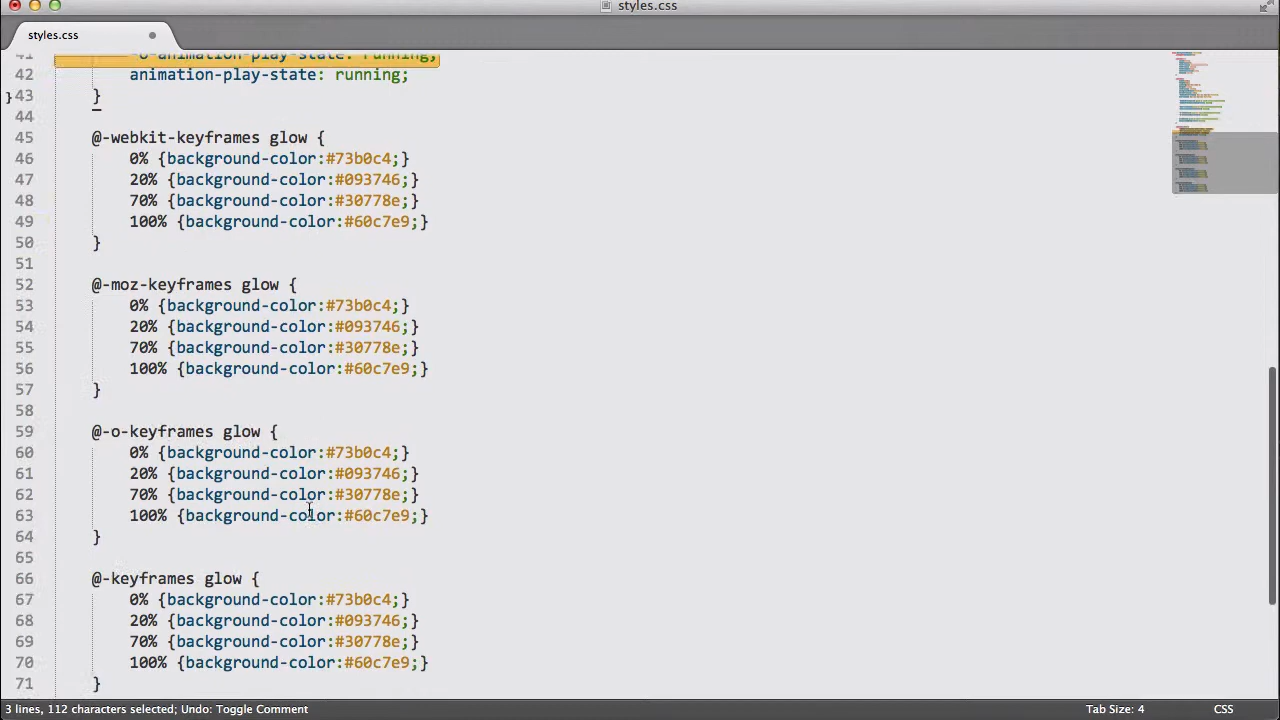 styles.css
styles.css
41 -o-animation-play-state: running;
42 animation-play-state: running;
} 43 }
44
45 @-webkit-keyframes glow {
46 0% {background-color:#73b0c4;}
47 20% {background-color:#093746;}
48 70% {background-color:#30778e;}
49 100% {background-color:#60c7e9;}
50 }
51
52 @-moz-keyframes glow {
53 0% {background-color:#73b0c4;}
54 20% {background-color:#093746;}
55 70% {background-color:#30778e;}
56 100% {background-color:#60c7e9;}
57 }
58
59 @-o-keyframes glow {
60 0% {background-color:#73b0c4;}
61 20% {background-color:#093746;}
62 70% {background-color:#30778e;}
63 100% {background-color:#60c7e9;}
64 }
65
66 @-keyframes glow {
67 0% {background-color:#73b0c4;}
68 20% {background-color:#093746;}
69 70% {background-color:#30778e;}
70 100% {background-color:#60c7e9;}
71 }
3 lines, 112 characters selected; Undo: Toggle Comment Tab Size: 4 CSS